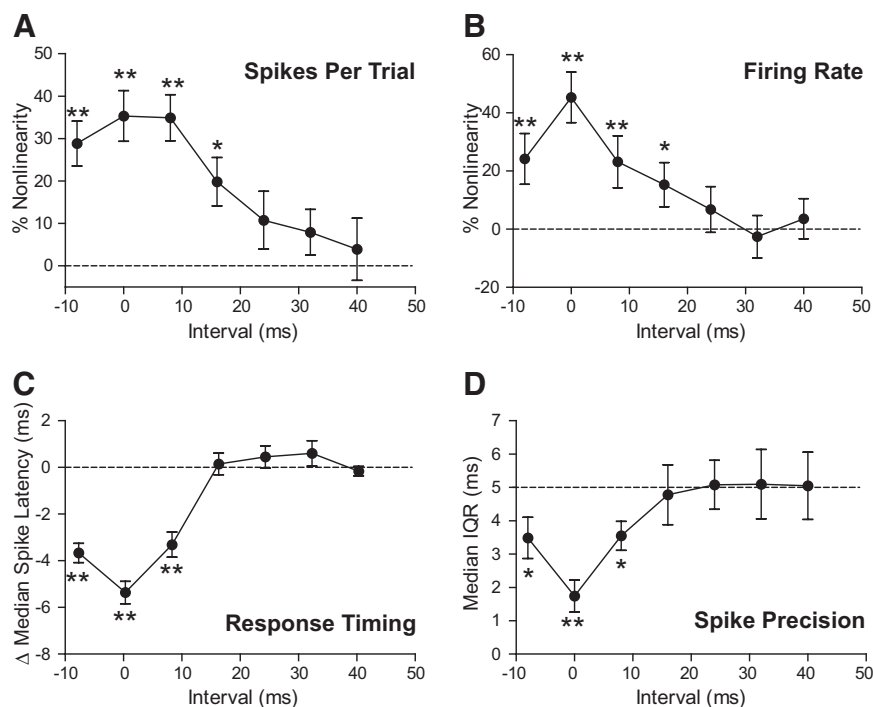 A
Spikes Per Trial
% Nonlinearity
50
40
30
20
10
0
** ** ** *
-10 0 10 20 30 40 50
Interval (ms)
B
Firing Rate
% Nonlinearity
60
40
20
0
-20
** ** ** *
-10 0 10 20 30 40 50
Interval (ms)
C
Δ Median Spike Latency (ms)
2
0
-2
-4
-6
-8
** ** **
Response Timing
-10 0 10 20 30 40 50
Interval (ms)
D
Median IQR (ms)
7
6
5
4
3
2
1
0
* ** *
Spike Precision
-10 0 10 20 30 40 50
Interval (ms)